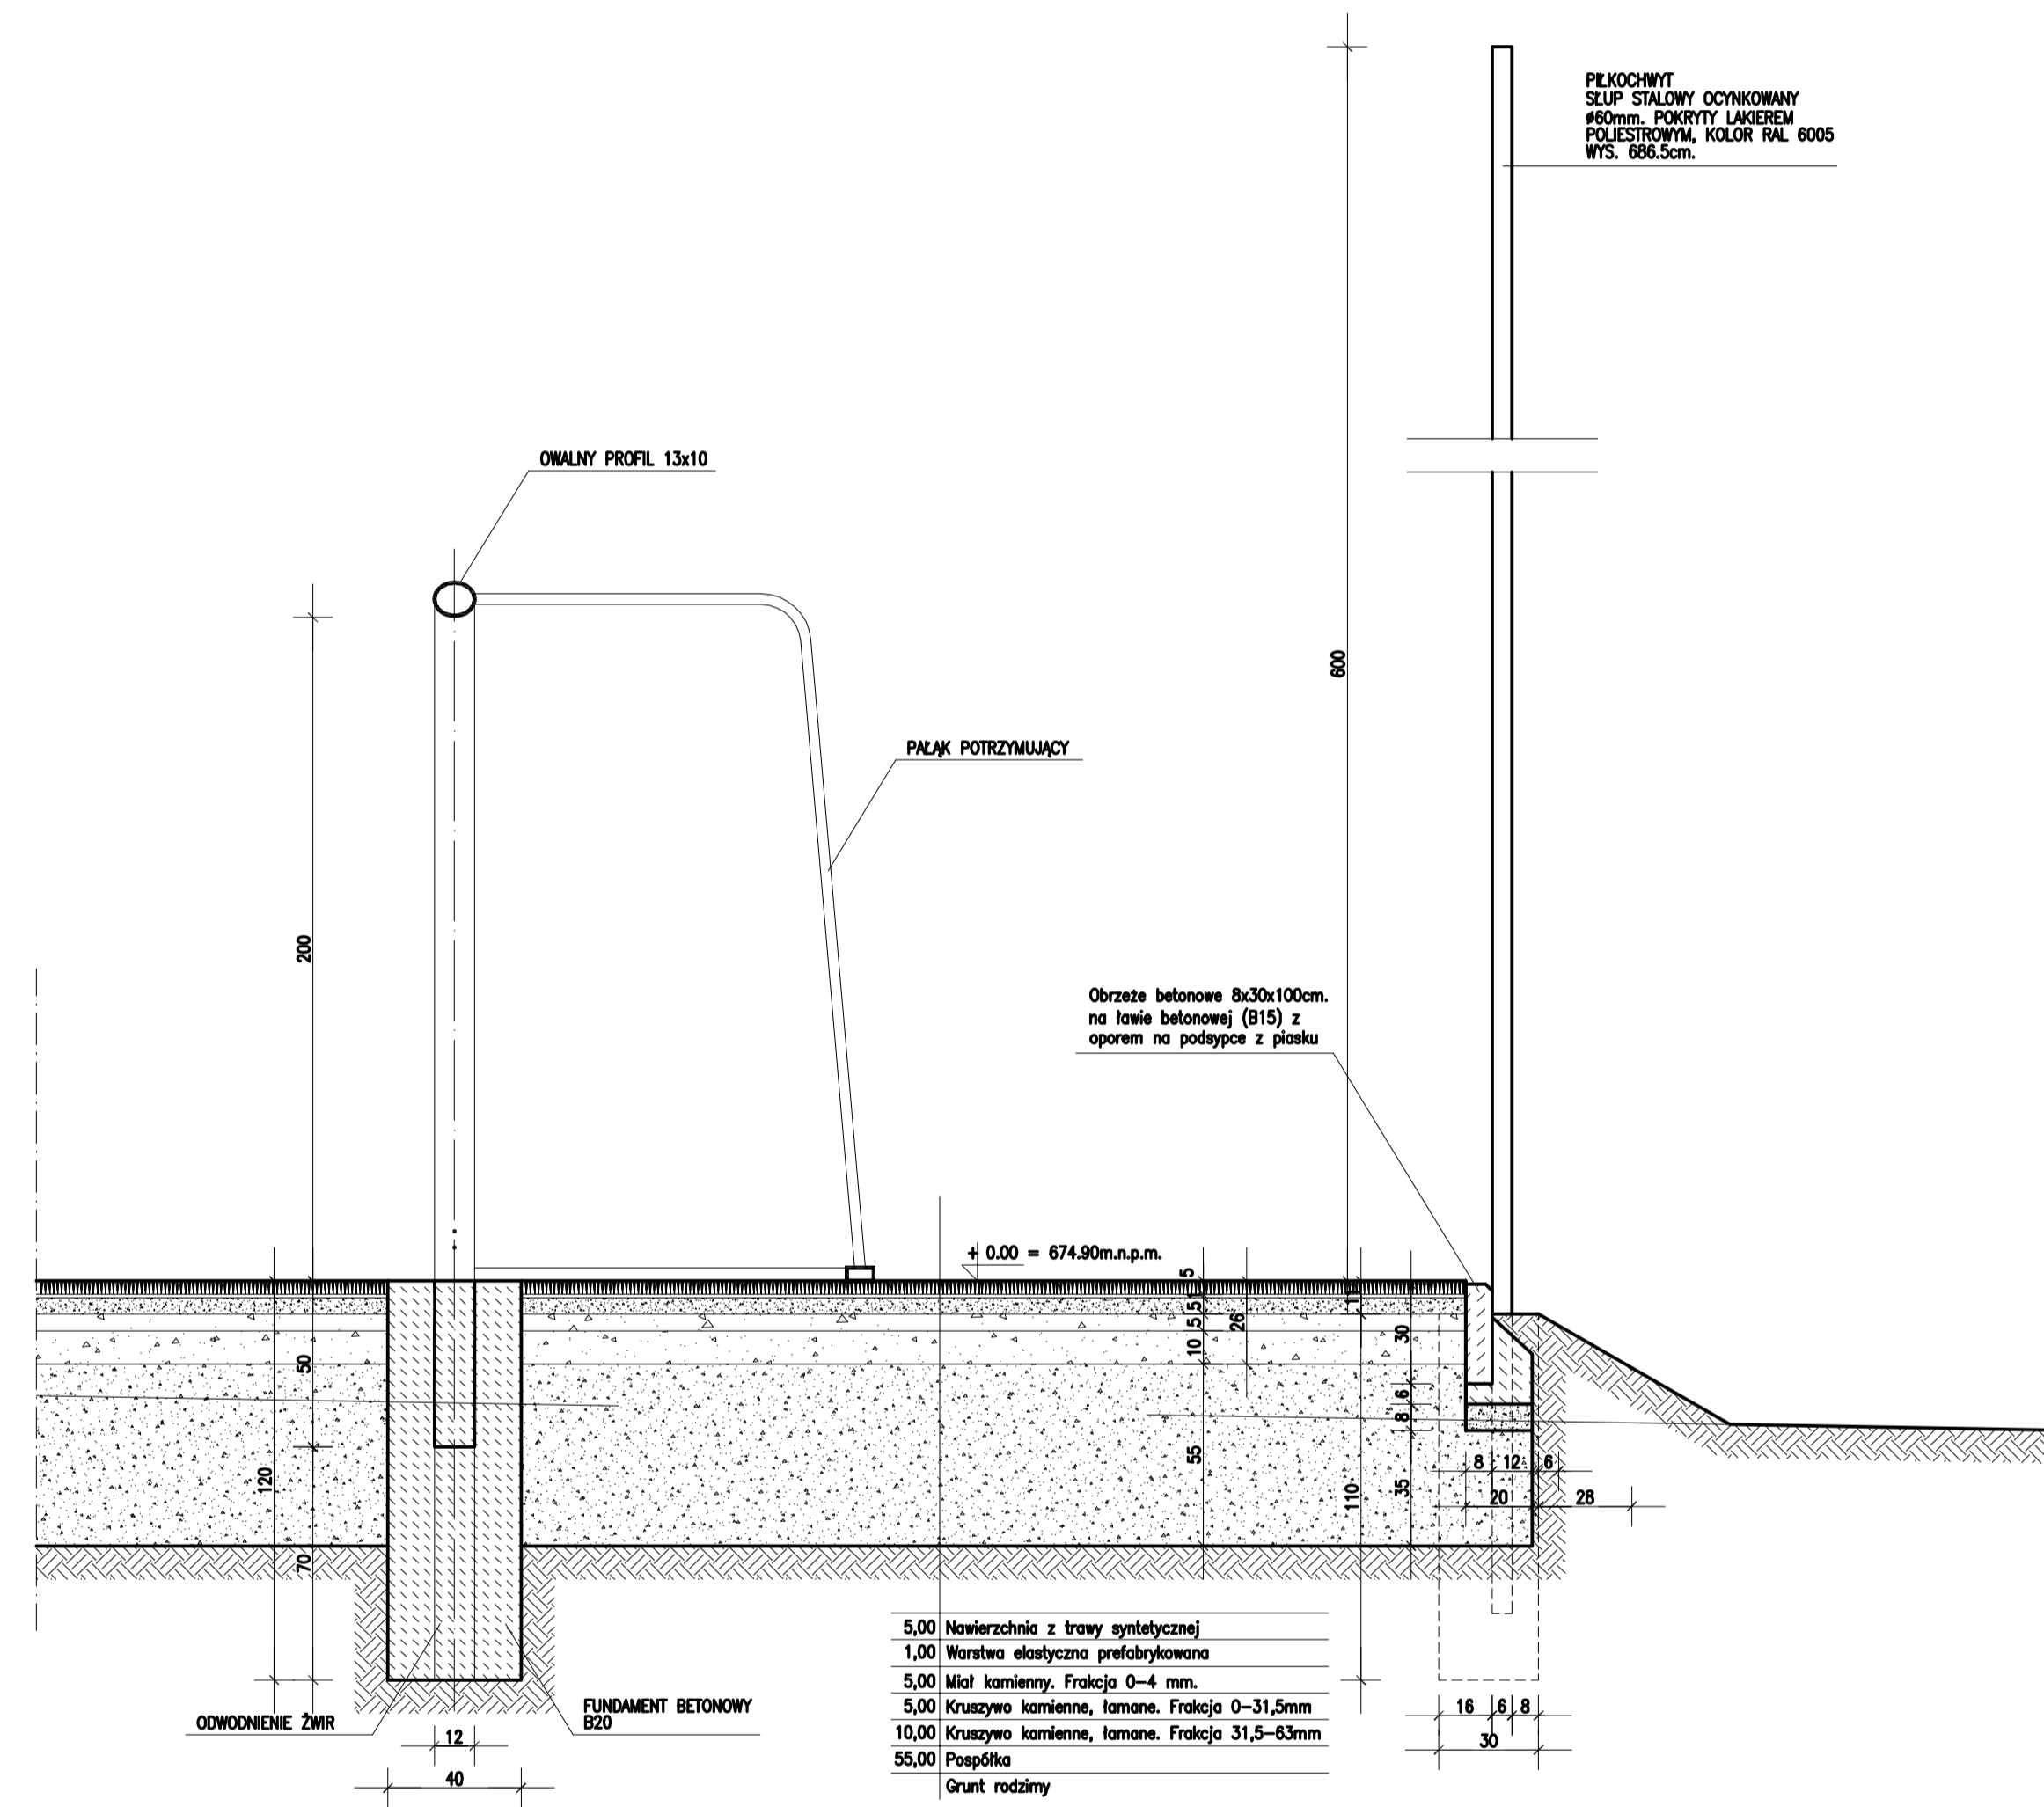 PIŁKOCHWYT
SŁUP STALOWY OCYNKOWANY
ø60mm. POKRYTY LAKIEREM
POLIESTROWYM, KOLOR RAL 6005
WYS. 686.5cm.
OWALNY PROFIL 13x10
600
PAŁĄK POTRZYMUJĄCY
200
Obrzeże betonowe 8x30x100cm.
na ławie betonowej (B15) z
oporem na podsypce z piasku
+ 0.00 = 674.90m.n.p.m.
5
1
5
5
10
26
55
11
110
30
6
8
35
50
120
70
8 12 6
20 28
5,00 Nawierzchnia z trawy syntetycznej
1,00 Warstwa elastyczna prefabrykowana
5,00 Miał kamienny. Frakcja 0-4 mm.
5,00 Kruszywo kamienne, łamane. Frakcja 0-31,5mm
10,00 Kruszywo kamienne, łamane. Frakcja 31,5-63mm
55,00 Pospółka
Grunt rodzimy
ODWODNIENIE ŻWIR
FUNDAMENT BETONOWY
B20
12
40
16 6 8
30